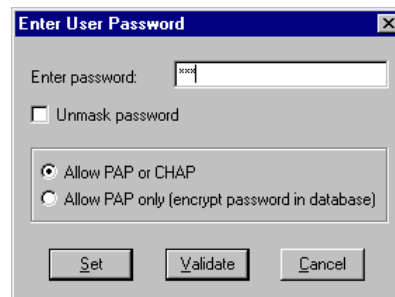 Enter User Password
Enter password: ***
Unmask password
Allow PAP or CHAP
Allow PAP only (encrypt password in database)
Set Validate Cancel